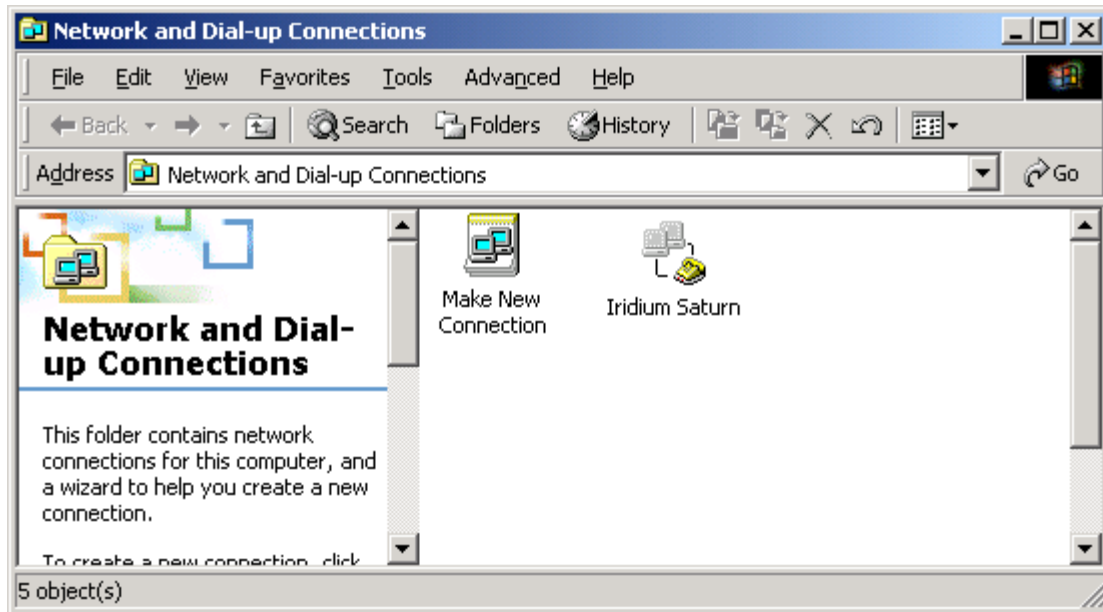 Network and Dial-up Connections
File Edit View Favorites Tools Advanced Help
Back Search Folders History
Address Network and Dial-up Connections Go
Network and Dial-
up Connections
This folder contains network
connections for this computer, and
a wizard to help you create a new
connection.
To create a new connection, click
Make New
Connection
Iridium Saturn
5 object(s)